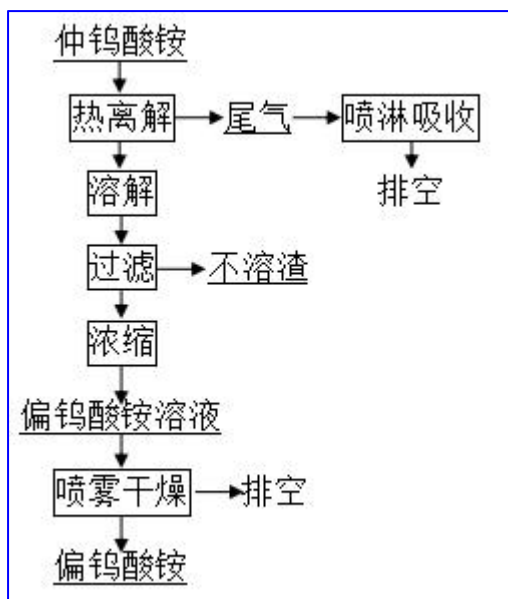 仲钨酸铵
热离解
尾气
喷淋吸收
排空
溶解
过滤
不溶渣
浓缩
偏钨酸铵溶液
喷雾干燥
排空
偏钨酸铵